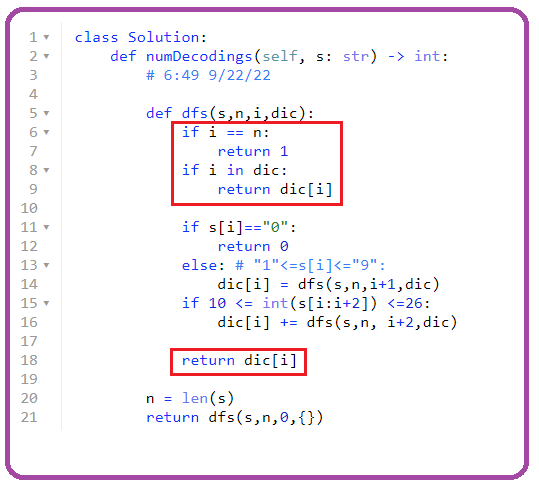 1 class Solution:
2     def numDecodings(self, s: str) -> int:
3         # 6:49 9/22/22
4
5         def dfs(s,n,i,dic):
6             if i == n:
7                 return 1
8             if i in dic:
9                 return dic[i]
10
11             if s[i]=="0":
12                 return 0
13             else: # "1"<=s[i]<="9":
14                 dic[i] = dfs(s,n,i+1,dic)
15             if 10 <= int(s[i:i+2]) <=26:
16                 dic[i] += dfs(s,n, i+2,dic)
17
18             return dic[i]
19
20         n = len(s)
21         return dfs(s,n,0,{})